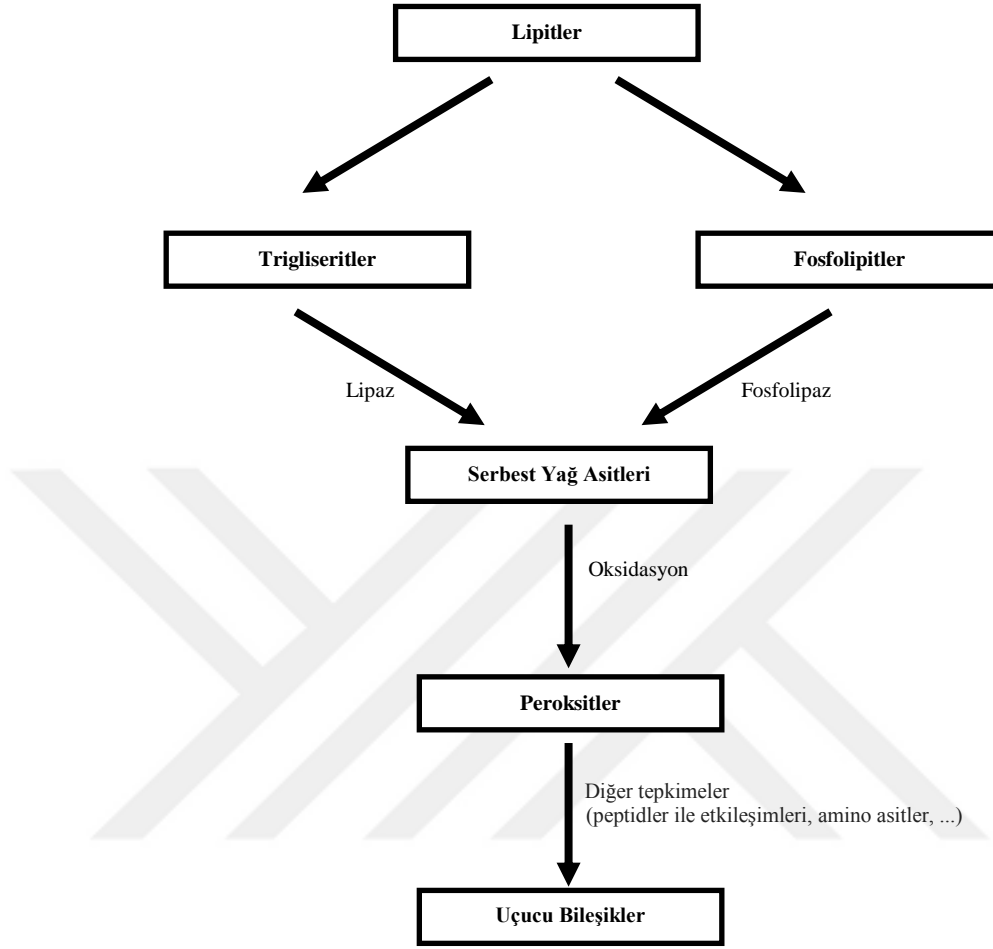 Lipitler
Trigliseritler
Fosfolipitler
Lipaz
Fosfolipaz
Serbest Yağ Asitleri
Oksidasyon
Peroksitler
Diğer tepkimeler
(peptidler ile etkileşimleri, amino asitler, ...)
Uçucu Bileşikler